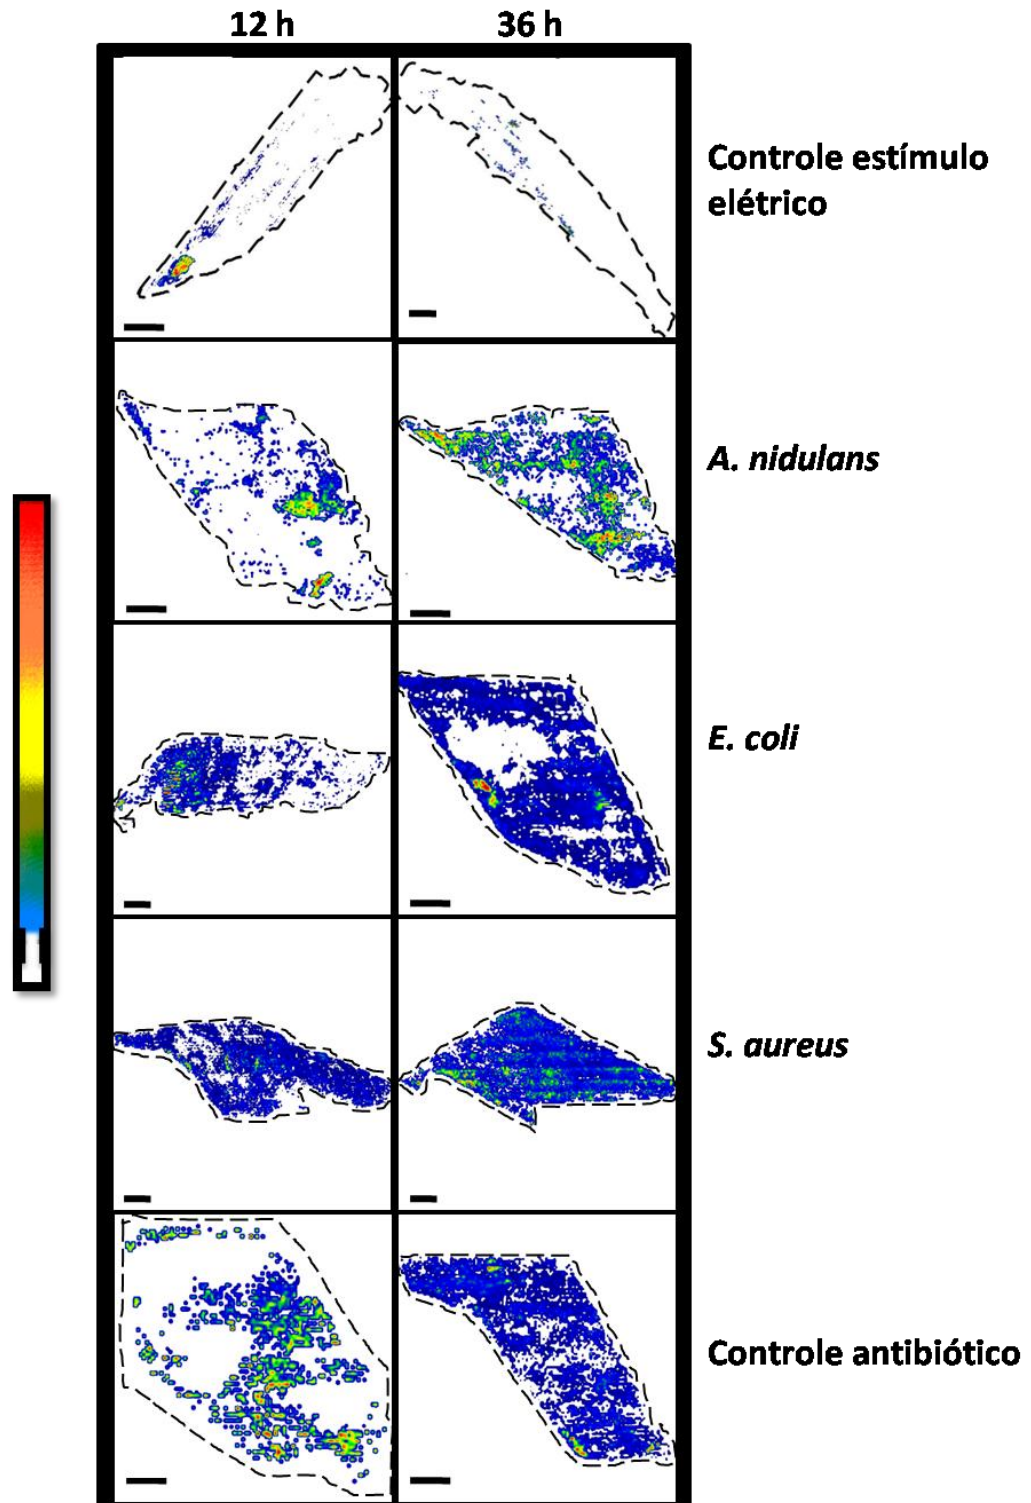 12 h
36 h
Controle estímulo
elétrico
A. nidulans
E. coli
S. aureus
Controle antibiótico